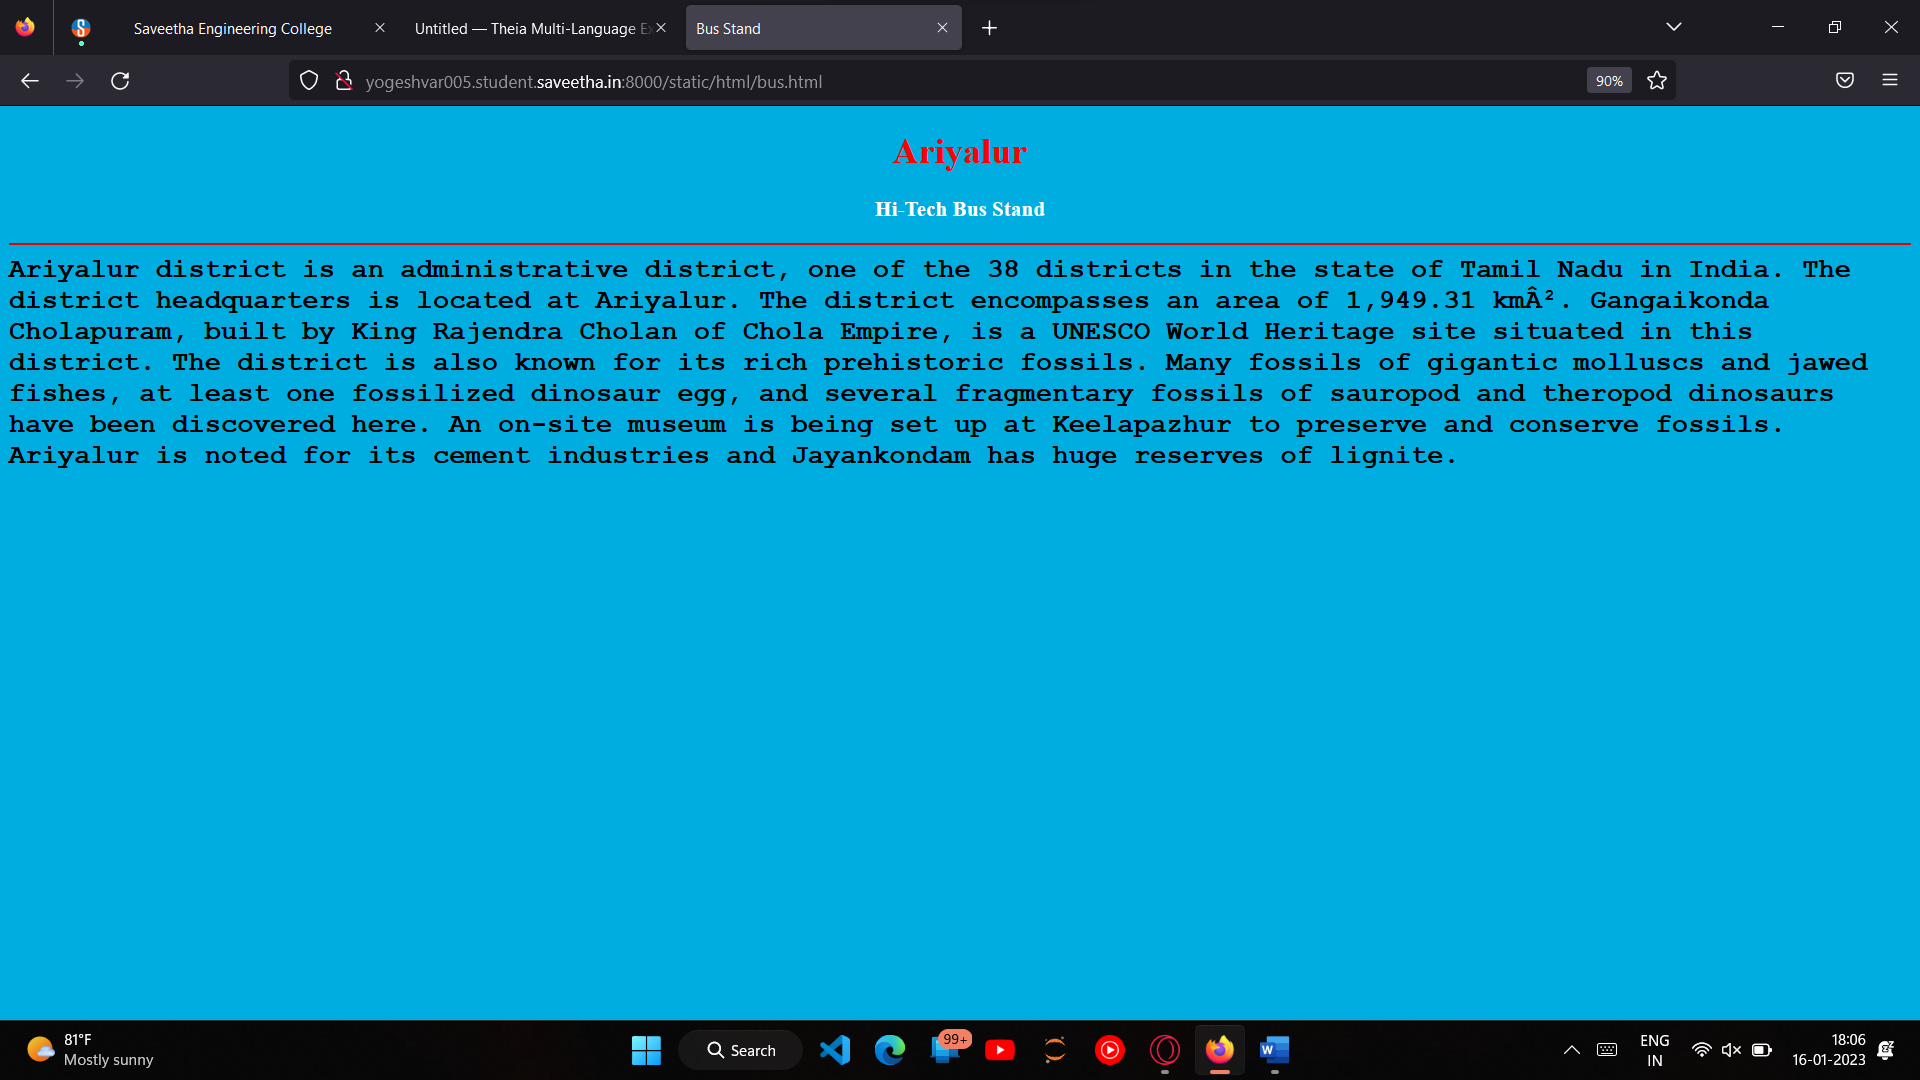 Saveetha Engineering College
Untitled — Theia Multi-Language Ex
Bus Stand
yogeshvar005.student.saveetha.in:8000/static/html/bus.html
90%
Ariyalur
Hi-Tech Bus Stand
Ariyalur district is an administrative district, one of the 38 districts in the state of Tamil Nadu in India. The
district headquarters is located at Ariyalur. The district encompasses an area of 1,949.31 kmÂ². Gangaikonda
Cholapuram, built by King Rajendra Cholan of Chola Empire, is a UNESCO World Heritage site situated in this
district. The district is also known for its rich prehistoric fossils. Many fossils of gigantic molluscs and jawed
fishes, at least one fossilized dinosaur egg, and several fragmentary fossils of sauropod and theropod dinosaurs
have been discovered here. An on-site museum is being set up at Keelapazhur to preserve and conserve fossils.
Ariyalur is noted for its cement industries and Jayankondam has huge reserves of lignite.
81°F
Mostly sunny
Search
99+
ENG
IN
18:06
16-01-2023